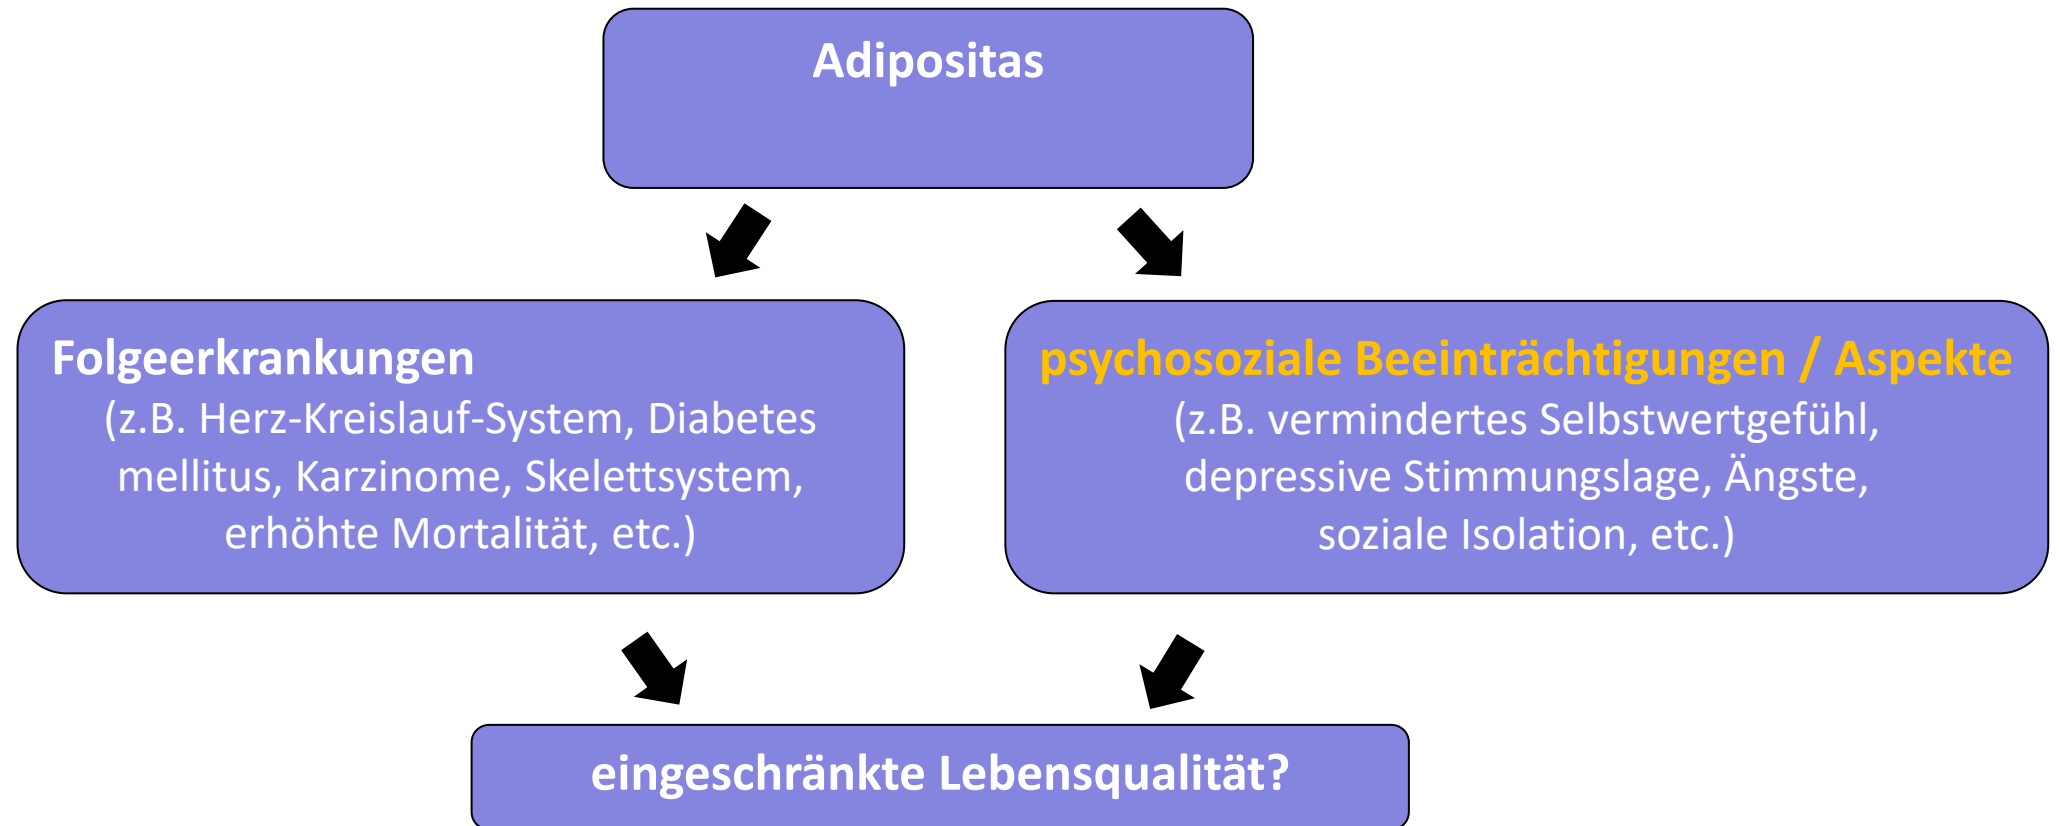 Adipositas
Folgeerkrankungen
(z.B. Herz-Kreislauf-System, Diabetes
mellitus, Karzinome, Skelettsystem,
erhöhte Mortalität, etc.)
psychosoziale Beeinträchtigungen / Aspekte
(z.B. vermindertes Selbstwertgefühl,
depressive Stimmungslage, Ängste,
soziale Isolation, etc.)
eingeschränkte Lebensqualität?